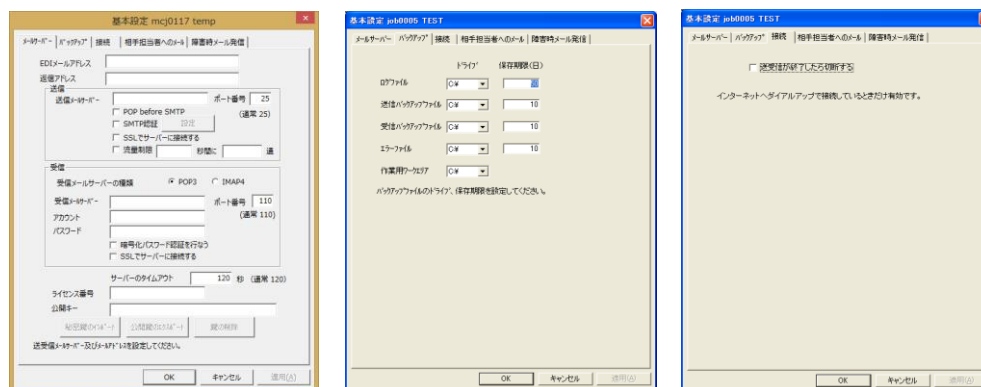 基本設定 mcj0117 temp
メールサーバー バックアップ 接続 相手担当者へのメール 障害時メール発信
EDIメールアドレス
返信アドレス
送信
送信メールサーバー ポート番号 25
POP before SMTP (通常 25)
SMTP認証 設定
SSLでサーバーに接続する
流量制限 秒間に 通
受信
受信メールサーバーの種類 POP3 IMAP4
受信メールサーバー ポート番号 110
アカウント (通常 110)
パスワード
暗号化パスワード認証を行なう
SSLでサーバーに接続する
サーバーのタイムアウト 120 秒 (通常 120)
ライセンス番号
公開キー
秘密鍵のインポート 公開鍵のエクスポート 鍵の削除
送受信メールサーバー及びメールアドレスを設定してください。
OK キャンセル 適用(A)
基本設定 job0005 TEST
メールサーバー バックアップ 接続 相手担当者へのメール 障害時メール発信
ドライブ 保存期限(日)
ログファイル C:¥
送信バックアップファイル C:¥ 10
受信バックアップファイル C:¥ 10
エラーファイル C:¥ 10
作業用ワークエリア C:¥
バックアップファイルのドライブ、保存期限を設定してください。
OK キャンセル 適用(A)
基本設定 job0005 TEST
メールサーバー バックアップ 接続 相手担当者へのメール 障害時メール発信
送受信が終了したら切断する
インターネットへダイアルアップで接続しているときだけ有効です。
OK キャンセル 適用(A)